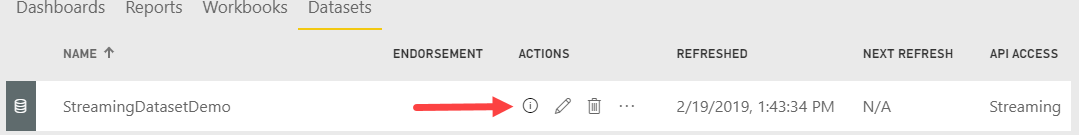 Dashboards Reports Workbooks Datasets
NAME ↑ ENDORSEMENT ACTIONS REFRESHED NEXT REFRESH API ACCESS
StreamingDatasetDemo 2/19/2019, 1:43:34 PM N/A Streaming